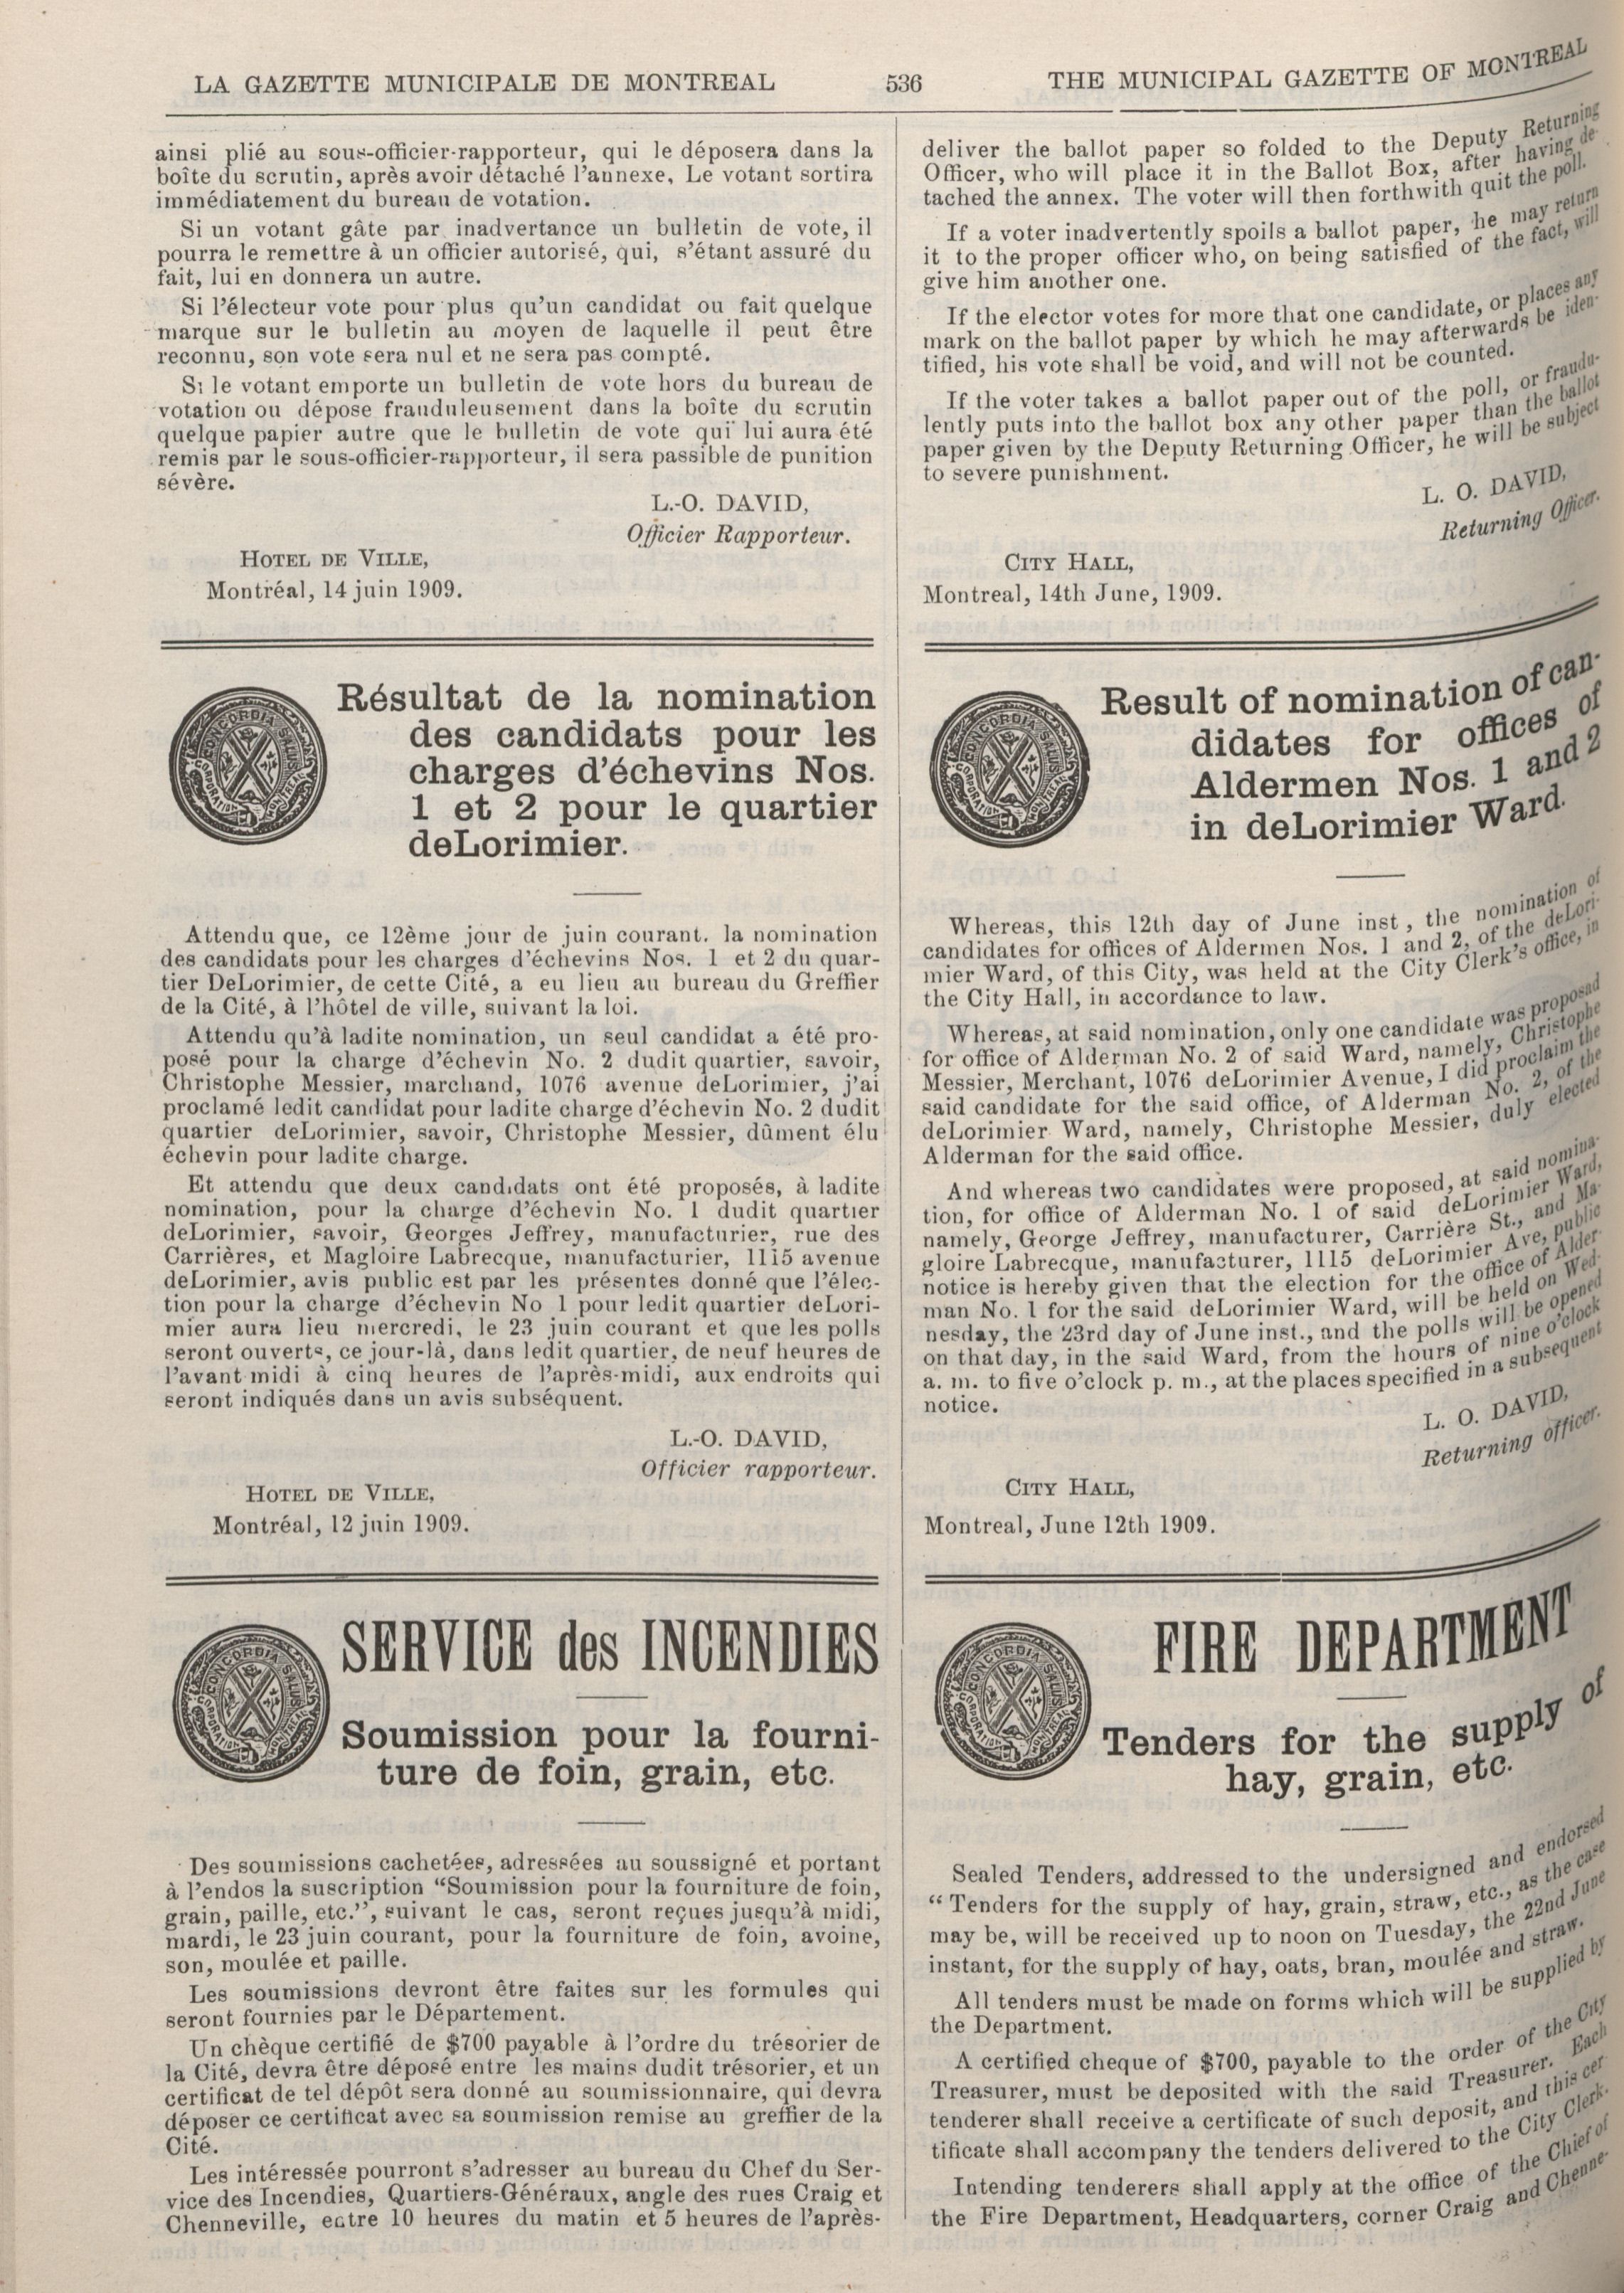 LA GAZETTE MUNICIPALE DE MONTREAL 536 THE MUNICIPAL GAZETTE OF MONTREAL
ainsi plié au sous-officier-rapporteur, qui le déposera dans la
boîte du scrutin, après avoir détaché l'annexe, Le votant sortira
immédiatement du bureau de votation.
Si un votant gâte par inadvertance un bulletin de vote, il
pourra le remettre à un officier autorisé, qui, s'étant assuré du
fait, lui en donnera un autre.
Si l'électeur vote pour plus qu'un candidat ou fait quelque
marque sur le bulletin au moyen de laquelle il peut être
reconnu, son vote sera nul et ne sera pas compté.
Si le votant emporte un bulletin de vote hors du bureau de
votation ou dépose frauduleusement dans la boîte du scrutin
quelque papier autre que le bulletin de vote qui lui aura été
remis par le sous-officier-rapporteur, il sera passible de punition
sévère.
L.-O. DAVID,
Officier Rapporteur.
HOTEL DE VILLE,
Montréal, 14 juin 1909.
Résultat de la nomination
des candidats pour les
charges d'échevins Nos.
1 et 2 pour le quartier
deLorimier.
Attendu que, ce 12ème jour de juin courant. la nomination
des candidats pour les charges d'échevins Nos. 1 et 2 du quar-
tier DeLorimier, de cette Cité, a eu lieu au bureau du Greffier
de la Cité, à l'hôtel de ville, suivant la loi.
Attendu qu'à ladite nomination, un seul candidat a été pro-
posé pour la charge d'échevin No. 2 dudit quartier, savoir,
Christophe Messier, marchand, 1076 avenue deLorimier, j'ai
proclamé ledit candidat pour ladite charge d'échevin No. 2 dudit
quartier deLorimier, savoir, Christophe Messier, dûment élu
échevin pour ladite charge.
Et attendu que deux candidats ont été proposés, à ladite
nomination, pour la charge d'échevin No. 1 dudit quartier
deLorimier, savoir, Georges Jeffrey, manufacturier, rue des
Carrières, et Magloire Labrecque, manufacturier, 1115 avenue
deLorimier, avis public est par les présentes donné que l'élec-
tion pour la charge d'échevin No 1 pour ledit quartier deLori-
mier aura lieu mercredi, le 23 juin courant et que les polls
seront ouverts, ce jour-là, dans ledit quartier, de neuf heures de
l'avant midi à cinq heures de l'après-midi, aux endroits qui
seront indiqués dans un avis subséquent.
L.-O. DAVID,
Officier rapporteur.
HOTEL DE VILLE,
Montréal, 12 juin 1909.
SERVICE des INCENDIES
Soumission pour la fourni-
ture de foin, grain, etc.
Des soumissions cachetées, adressées au soussigné et portant
à l'endos la suscription "Soumission pour la fourniture de foin,
grain, paille, etc.", suivant le cas, seront reçues jusqu'à midi,
mardi, le 23 juin courant, pour la fourniture de foin, avoine,
son, moulée et paille.
Les soumissions devront être faites sur les formules qui
seront fournies par le Département.
Un chèque certifié de $700 payable à l'ordre du trésorier de
la Cité, devra être déposé entre les mains dudit trésorier, et un
certificat de tel dépôt sera donné au soumissionnaire, qui devra
déposer ce certificat avec sa soumission remise au greffier de la
Cité.
Les intéressés pourront s'adresser au bureau du Chef du Ser-
vice des Incendies, Quartiers-Généraux, angle des rues Craig et
Chenneville, entre 10 heures du matin et 5 heures de l'après-
deliver the ballot paper so folded to the Deputy Returning
Officer, who will place it in the Ballot Box, after having de-
tached the annex. The voter will then forthwith quit the poll.
If a voter inadvertently spoils a ballot paper, he may return
it to the proper officer who, on being satisfied of the fact, will
give him another one.
If the elector votes for more that one candidate, or places any
mark on the ballot paper by which he may afterwards be iden-
tified, his vote shall be void, and will not be counted.
If the voter takes a ballot paper out of the poll, or fraudu-
lently puts into the ballot box any other paper than the ballot
paper given by the Deputy Returning Officer, he will be subject
to severe punishment.
L. O. DAVID,
Returning Officer.
CITY HALL,
Montreal, 14th June, 1909.
Result of nomination of can-
didates for offices of
Aldermen Nos. 1 and 2
in deLorimier Ward.
Whereas, this 12th day of June inst, the nomination of
candidates for offices of Aldermen Nos. 1 and 2, of the deLori-
mier Ward, of this City, was held at the City Clerk's office, in
the City Hall, in accordance to law.
Whereas, at said nomination, only one candidate was proposad
for office of Alderman No. 2 of said Ward, namely, Christophe
Messier, Merchant, 1076 deLorimier Avenue, I did proclaim the
said candidate for the said office, of Alderman No. 2, of the
deLorimier Ward, namely, Christophe Messier, duly elected
Alderman for the said office.
And whereas two candidates were proposed, at said nomina-
tion, for office of Alderman No. 1 of said deLorimier Ward,
namely, George Jeffrey, manufacturer, Carrière St., and Ma-
gloire Labrecque, manufacturer, 1115 deLorimier Ave, public
notice is hereby given that the election for the office of Alder-
man No. 1 for the said deLorimier Ward, will be held on Wed-
nesday, the 23rd day of June inst., and the polls will be opened
on that day, in the said Ward, from the hours of nine o'clock
a. m. to five o'clock p. m., at the places specified in a subsequent
notice.
L. O. DAVID,
Returning officer.
CITY HALL,
Montreal, June 12th 1909.
FIRE DEPARTMENT
Tenders for the supply of
hay, grain, etc.
Sealed Tenders, addressed to the undersigned and endorsed
"Tenders for the supply of hay, grain, straw, etc., as the case
may be, will be received up to noon on Tuesday, the 22nd June
instant, for the supply of hay, oats, bran, moulée and straw.
All tenders must be made on forms which will be supplied by
the Department.
A certified cheque of $700, payable to the order of the City
Treasurer, must be deposited with the said Treasurer. Each
tenderer shall receive a certificate of such deposit, and this cer
tificate shall accompany the tenders delivered to the City Clerk.
Intending tenderers shall apply at the office of the Chief of
the Fire Department, Headquarters, corner Craig and Chenne-